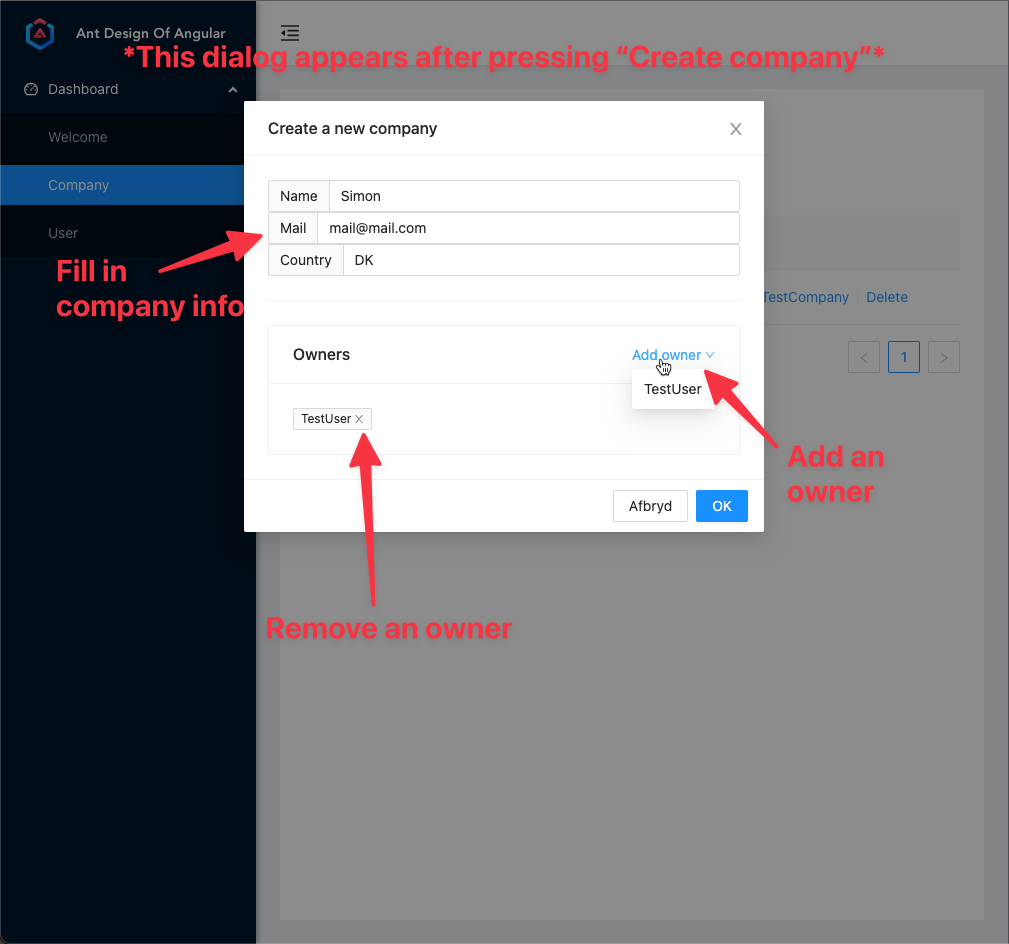 Ant Design Of Angular
*This dialog appears after pressing “Create company”*
Dashboard
Welcome
Company
User
Fill in
company info
Create a new company
Name Simon
Mail mail@mail.com
Country DK
TestCompany Delete
< 1 >
Owners Add owner
TestUser
TestUser
Add an
owner
Afbryd OK
Remove an owner